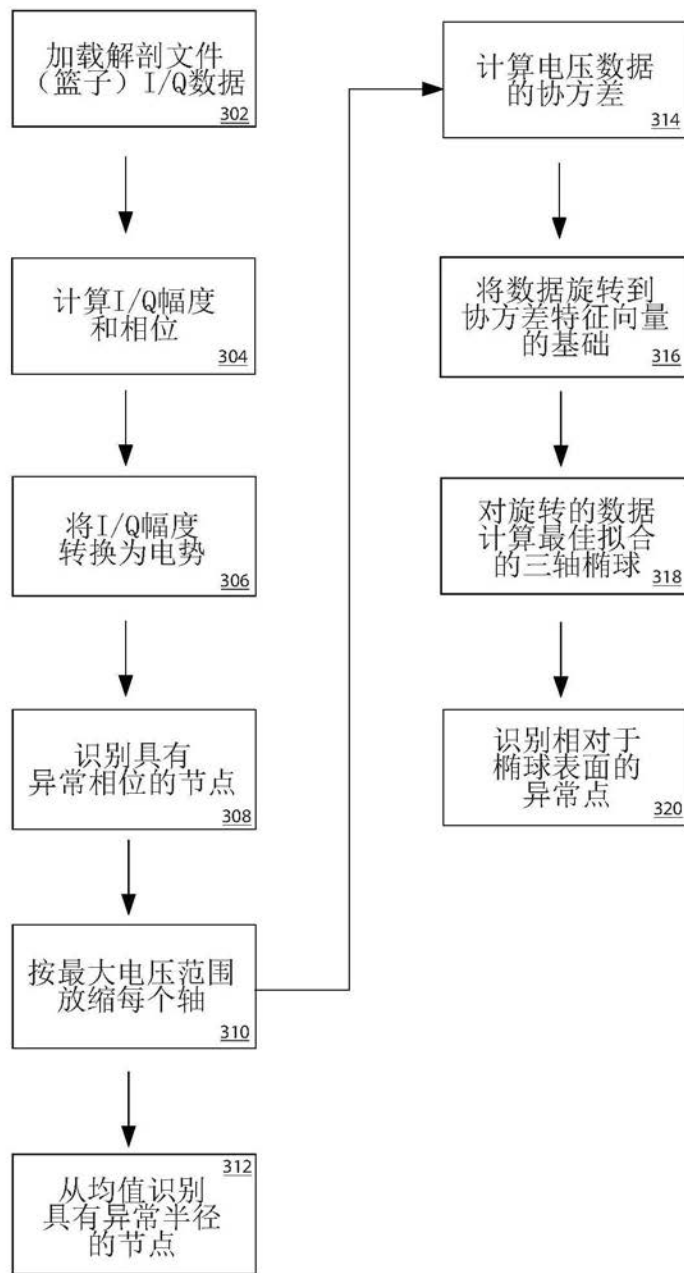 加载解剖文件
（篮子）I/Q数据
302
计算I/Q幅度
和相位
304
将I/Q幅度
转换为电势
306
识别具有
异常相位的节点
308
按最大电压范围
放缩每个轴
310
312
从均值识别
具有异常半径
的节点
计算电压数据
的协方差
314
将数据旋转到
协方差特征向量
的基础
316
对旋转的数据
计算最佳拟合
的三轴椭球
318
识别相对于
椭球表面的
异常点
320